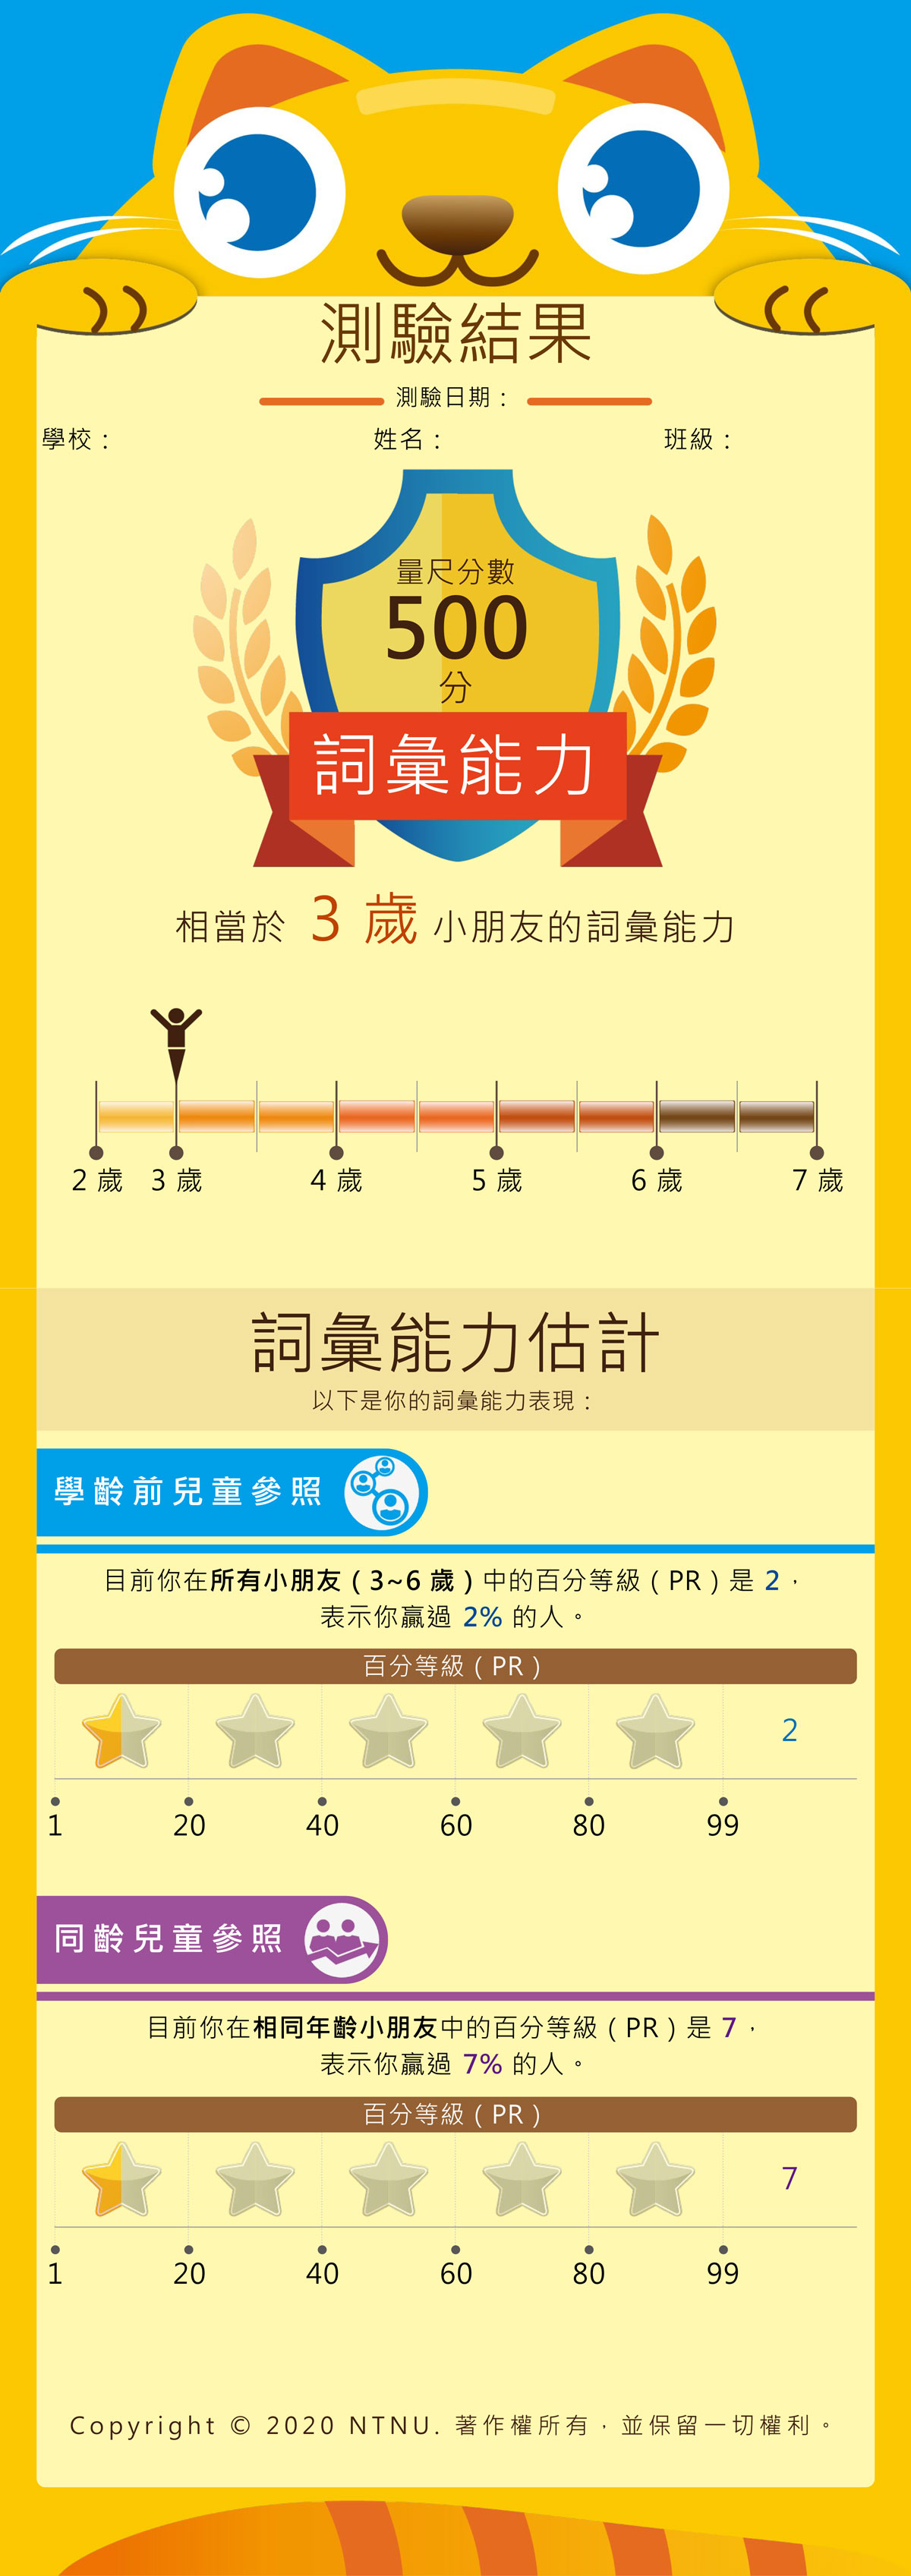 測驗結果
測驗日期：
學校： 姓名： 班級：
量尺分數
500
分
詞彙能力
相當於 3 歲 小朋友的詞彙能力
2 歲 3 歲 4 歲 5 歲 6 歲 7 歲
詞彙能力估計
以下是你的詞彙能力表現：
學齡前兒童參照
目前你在所有小朋友（3~6 歲）中的百分等級（PR）是 2，
表示你贏過 2% 的人。
百分等級（PR）
2
1 20 40 60 80 99
同齡兒童參照
目前你在相同年齡小朋友中的百分等級（PR）是 7，
表示你贏過 7% 的人。
百分等級（PR）
7
1 20 40 60 80 99
Copyright © 2020 NTNU. 著作權所有，並保留一切權利。